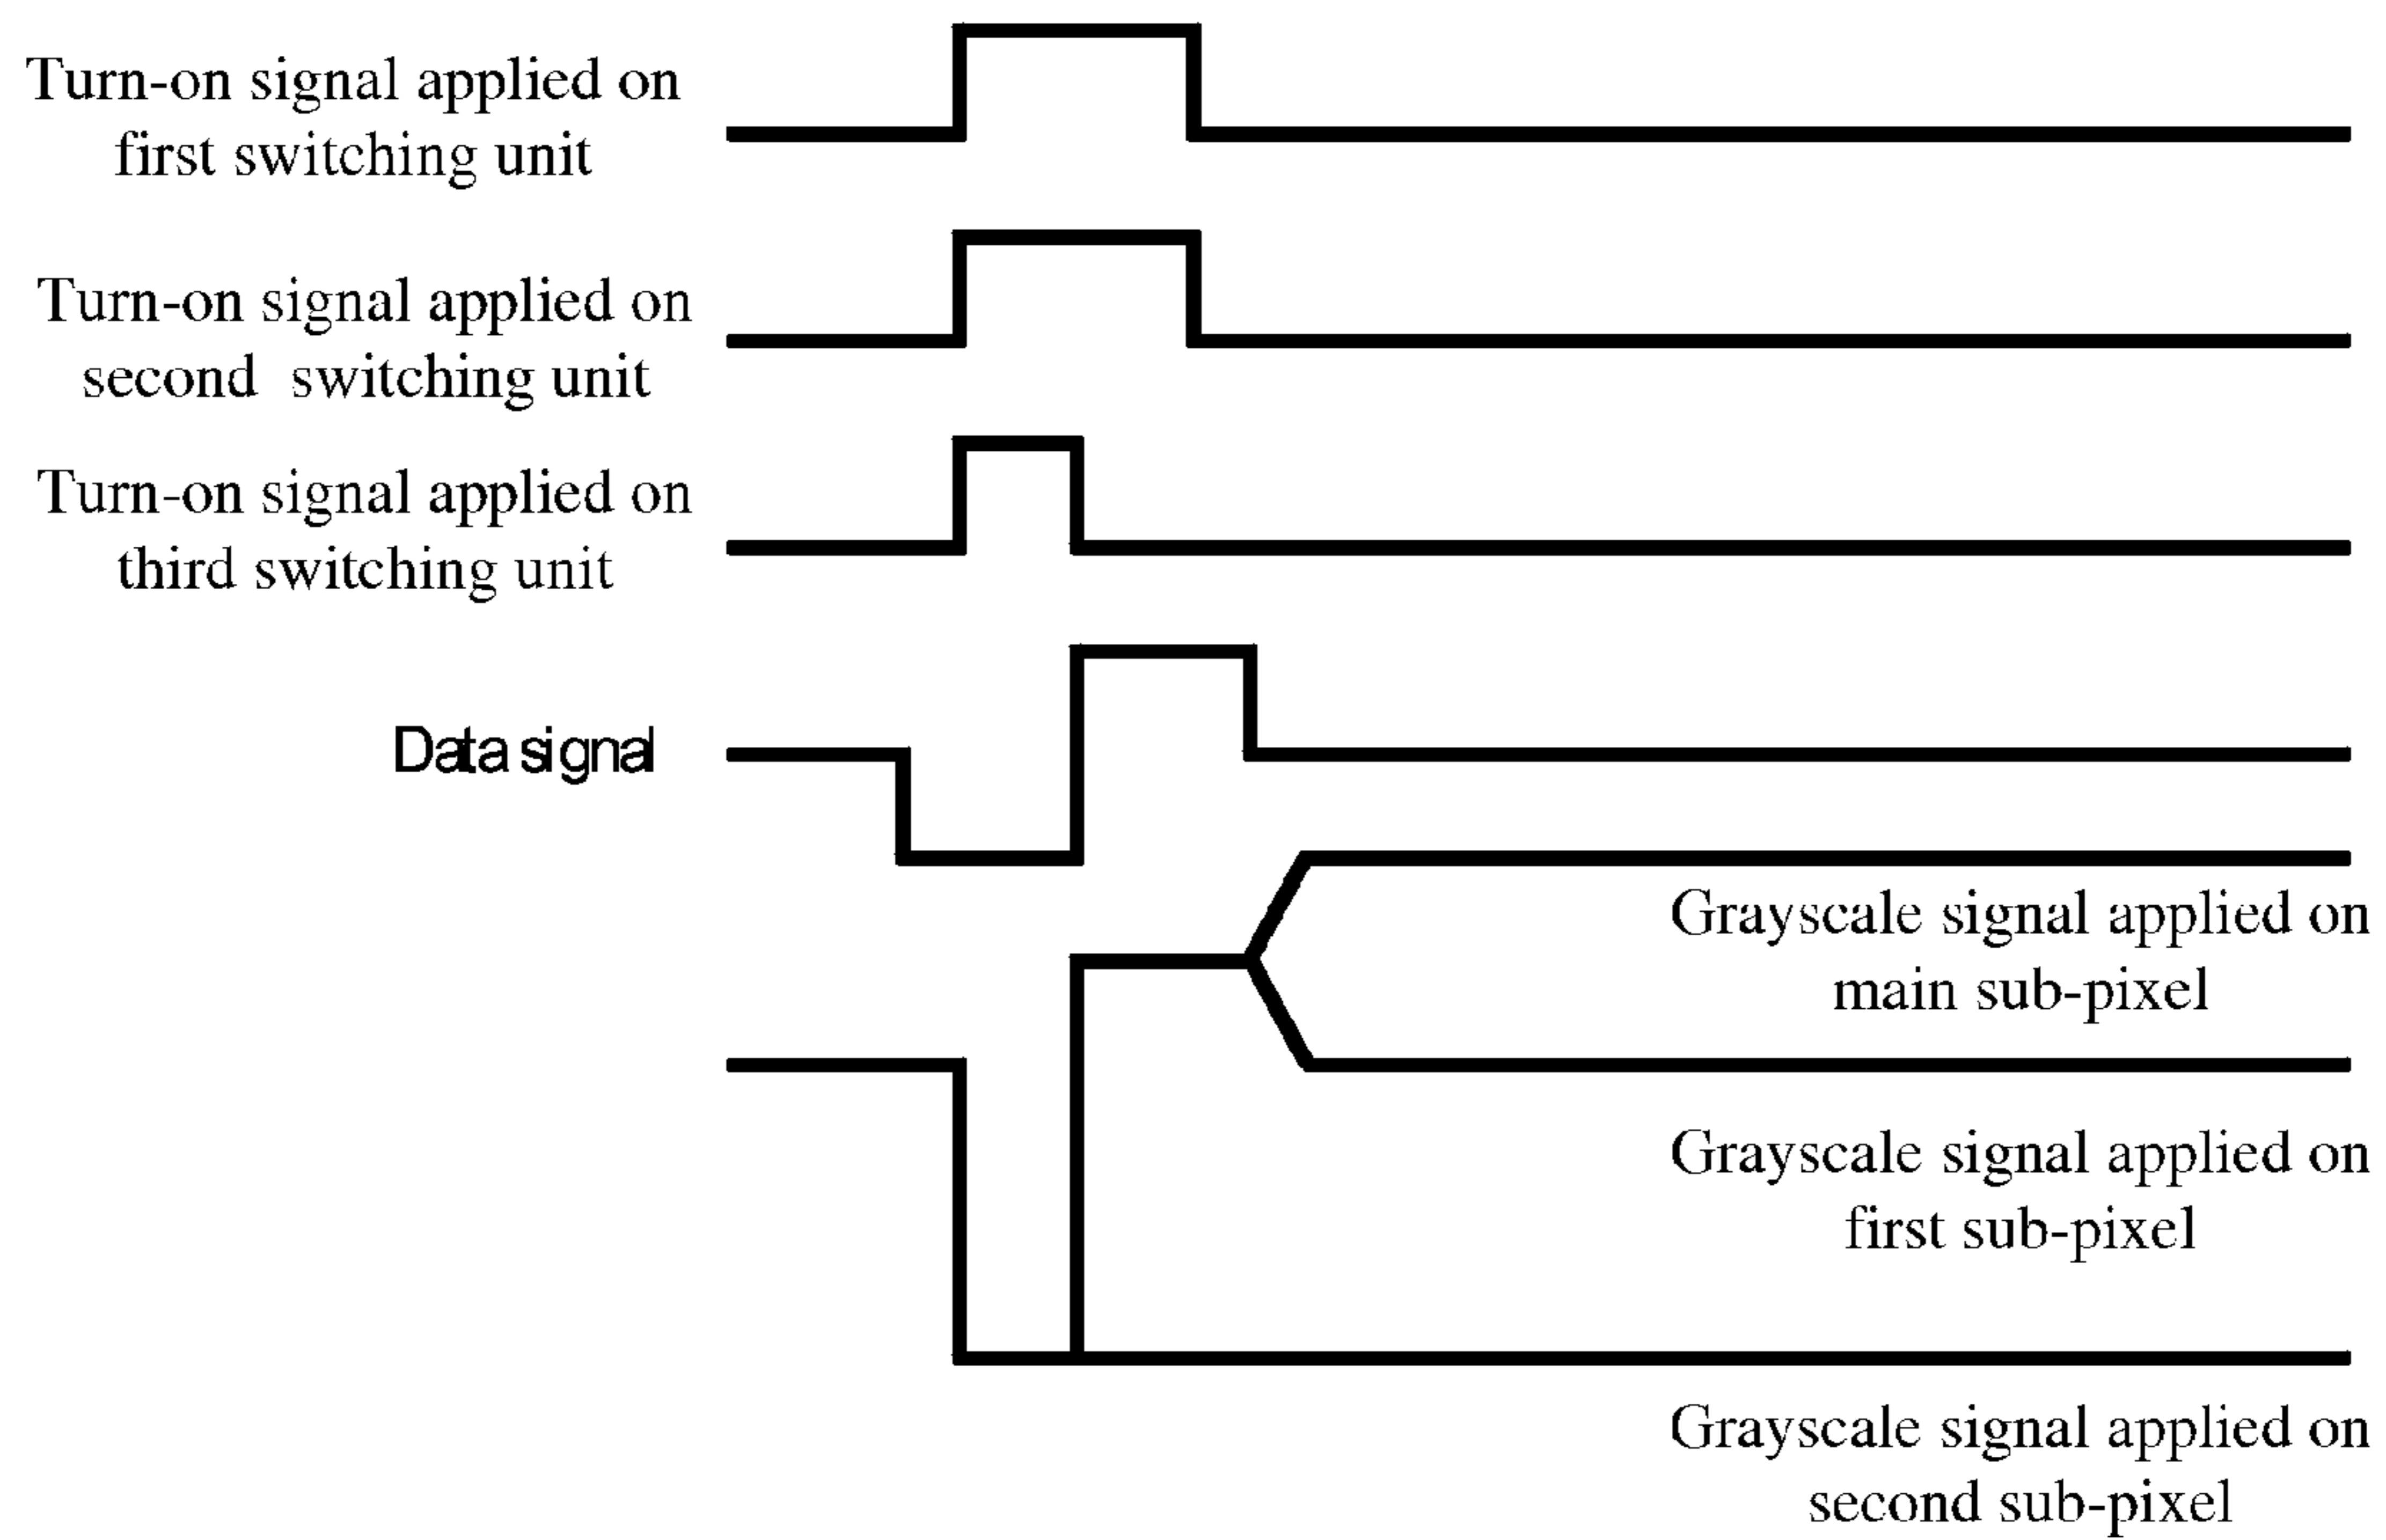 Turn-on signal applied on
first switching unit
Turn-on signal applied on
second switching unit
Turn-on signal applied on
third switching unit
Data signal
Grayscale signal applied on
main sub-pixel
Grayscale signal applied on
first sub-pixel
Grayscale signal applied on
second sub-pixel